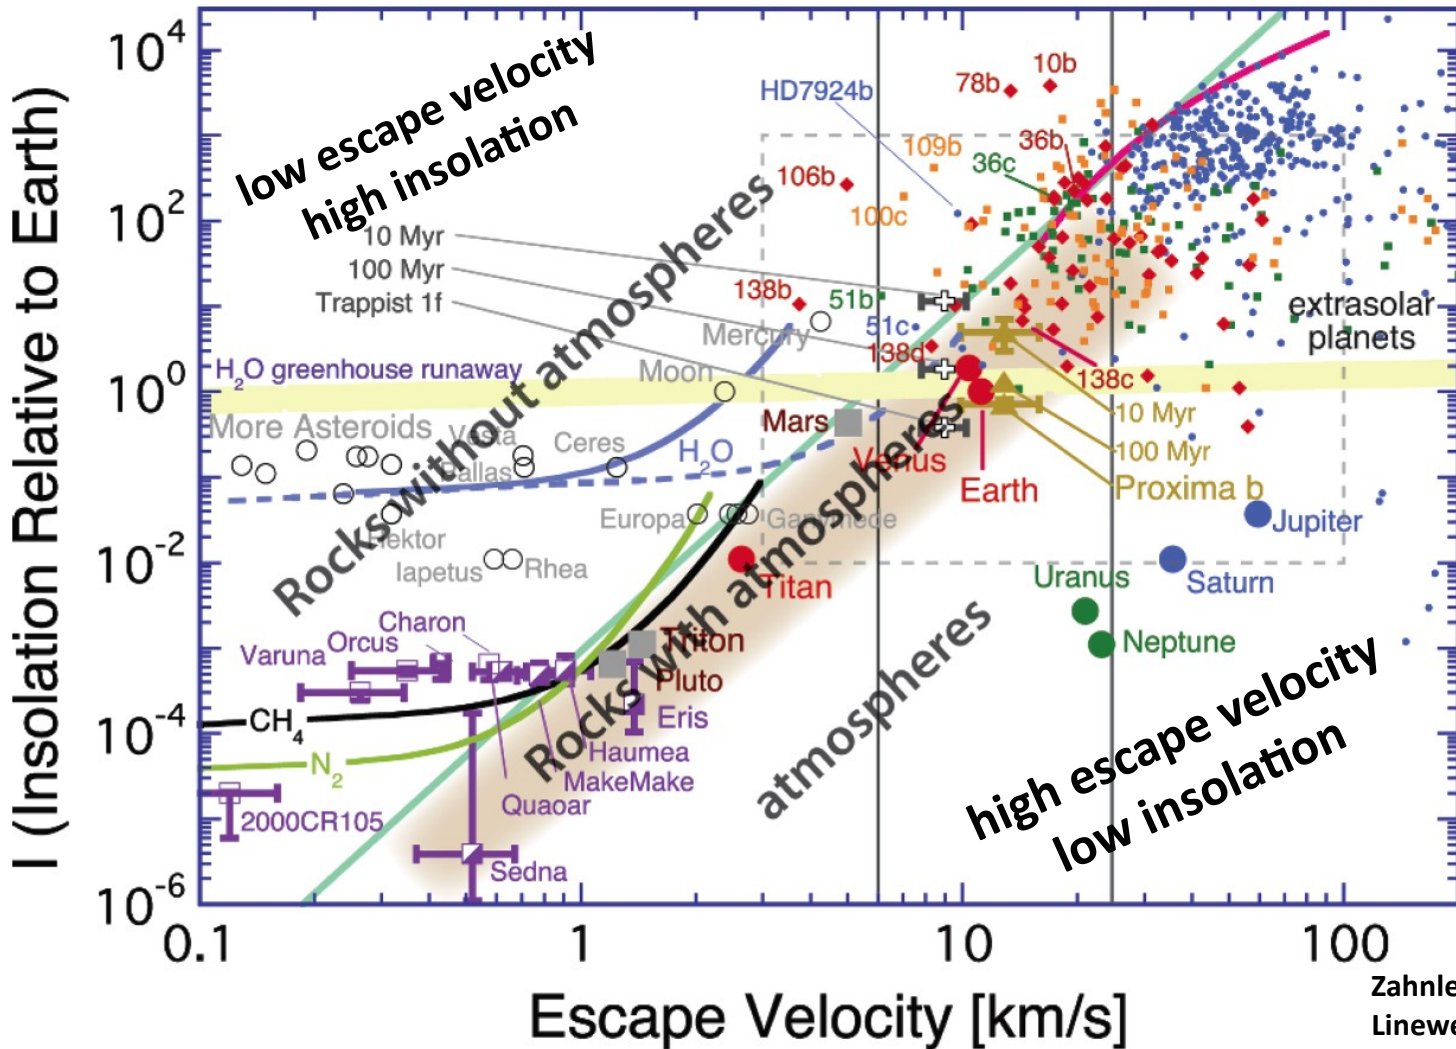 I (Insolation Relative to Earth)
10^4
10^2
10^0
10^-2
10^-4
10^-6
low escape velocity
high insolation
HD7924b
78b
10b
109b
36b
36c
106b
100c
10 Myr
100 Myr
Trappist 1f
138b
51b
51c
138d
138c
extrasolar
planets
Mercury
H₂O greenhouse runaway
Moon
Rocks without atmospheres
More Asteroids
Vesta
Pallas
Ceres
H₂O
Mars
Venus
Earth
10 Myr
100 Myr
Proxima b
Hektor
Europa
Ganymede
Iapetus
Rhea
Titan
Jupiter
Saturn
Uranus
Neptune
Charon
Orcus
Varuna
Triton
Pluto
Rocks with atmospheres
Eris
CH₄
N₂
Haumea
MakeMake
Quaoar
2000CR105
Sedna
atmospheres
high escape velocity
low insolation
0.1
1
10
100
Escape Velocity [km/s]
Zahnle